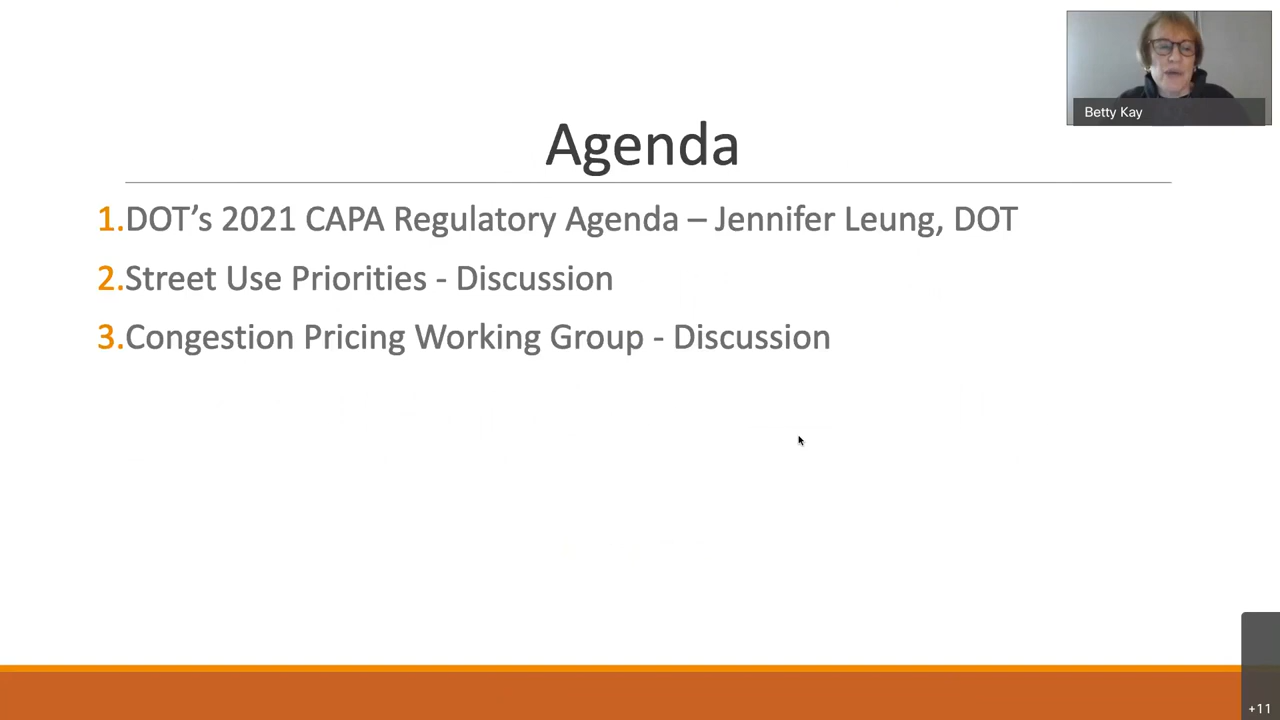 Betty Kay
Agenda
1.DOT’s 2021 CAPA Regulatory Agenda – Jennifer Leung, DOT
2.Street Use Priorities - Discussion
3.Congestion Pricing Working Group - Discussion
+11